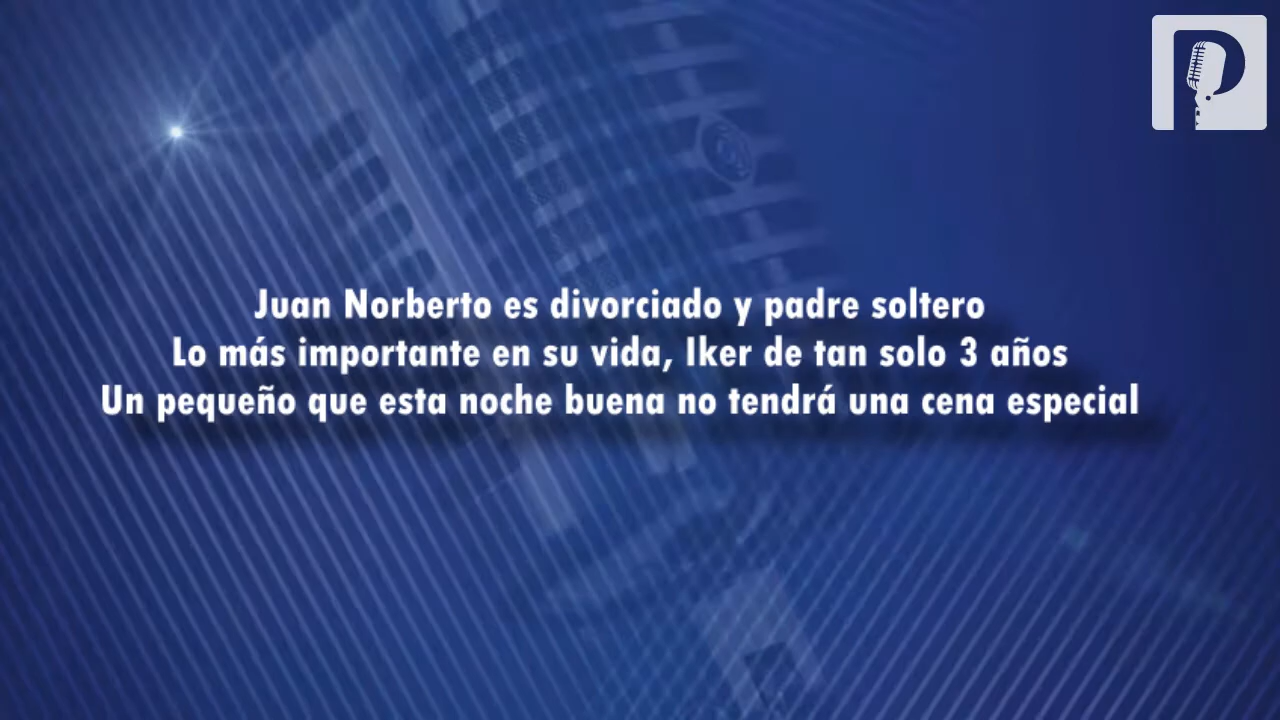 Juan Norberto es divorciado y padre soltero
Lo más importante en su vida, Iker de tan solo 3 años
Un pequeño que esta noche buena no tendrá una cena especial